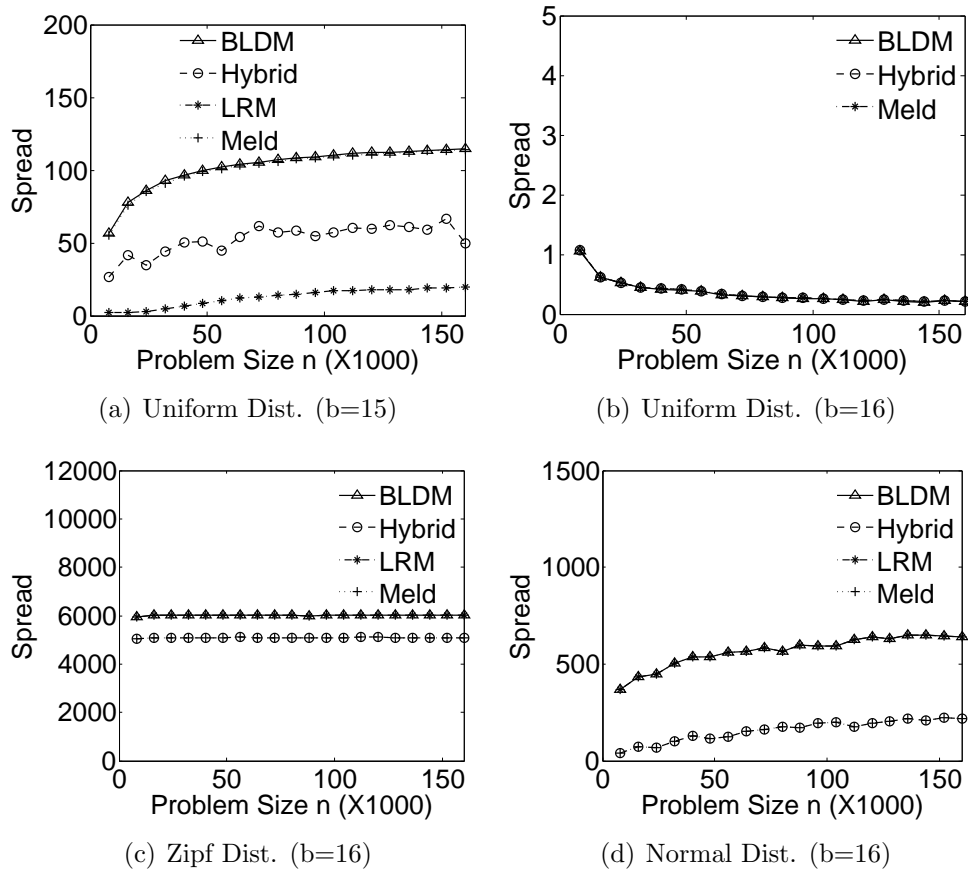 200
150
100
50
0
Spread
BLDM
Hybrid
LRM
Meld
0 50 100 150
Problem Size n (X1000)
(a) Uniform Dist. (b=15)
5
4
3
2
1
0
Spread
BLDM
Hybrid
Meld
0 50 100 150
Problem Size n (X1000)
(b) Uniform Dist. (b=16)
12000
10000
8000
6000
4000
2000
0
Spread
BLDM
Hybrid
LRM
Meld
0 50 100 150
Problem Size n (X1000)
(c) Zipf Dist. (b=16)
1500
1000
500
0
Spread
BLDM
Hybrid
LRM
Meld
0 50 100 150
Problem Size n (X1000)
(d) Normal Dist. (b=16)